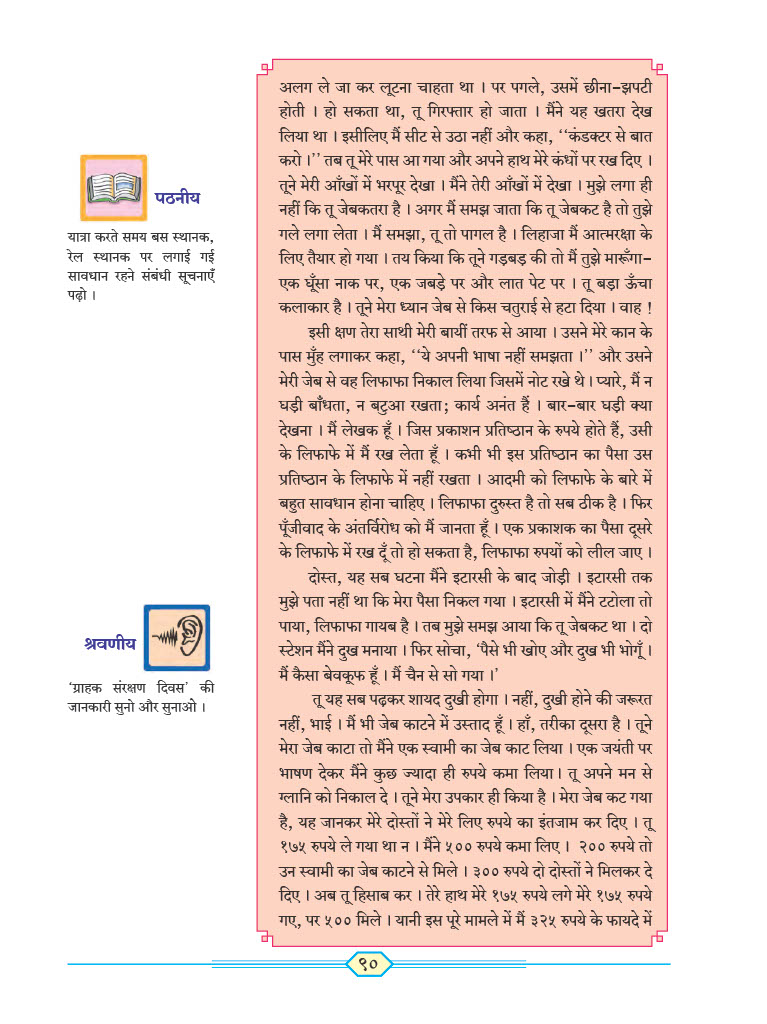 पठनीय
यात्रा करते समय बस स्थानक,
रेल स्थानक पर लगाई गई
सावधान रहने संबंधी सूचनाएँ
पढ़ो ।
श्रवणीय
‘ग्राहक संरक्षण दिवस’ की
जानकारी सुनो और सुनाओ ।
अलग ले जा कर लूटना चाहता था । पर पगले, उसमें छीना-झपटी
होती । हो सकता था, तू गिरफ्तार हो जाता । मैंने यह खतरा देख
लिया था । इसीलिए मैं सीट से उठा नहीं और कहा, ‘‘कंडक्टर से बात
करो ।’’ तब तू मेरे पास आ गया और अपने हाथ मेरे कंधों पर रख दिए ।
तूने मेरी आँखों में भरपूर देखा । मैंने तेरी आँखों में देखा । मुझे लगा ही
नहीं कि तू जेबकतरा है । अगर मैं समझ जाता कि तू जेबकट है तो तुझे
गले लगा लेता । मैं समझा, तू तो पागल है । लिहाजा मैं आत्मरक्षा के
लिए तैयार हो गया । तय किया कि तूने गड़बड़ की तो मैं तुझे मारूँगा-
एक घूँसा नाक पर, एक जबड़े पर और लात पेट पर । तू बड़ा ऊँचा
कलाकार है । तूने मेरा ध्यान जेब से किस चतुराई से हटा दिया । वाह !
इसी क्षण तेरा साथी मेरी बायीं तरफ से आया । उसने मेरे कान के
पास मुँह लगाकर कहा, ‘‘ये अपनी भाषा नहीं समझता ।’’ और उसने
मेरी जेब से वह लिफाफा निकाल लिया जिसमें नोट रखे थे । प्यारे, मैं न
घड़ी बाँधता, न बटुआ रखता; कार्य अनंत हैं । बार-बार घड़ी क्या
देखना । मैं लेखक हूँ । जिस प्रकाशन प्रतिष्ठान के रुपये होते हैं, उसी
के लिफाफे में मैं रख लेता हूँ । कभी भी इस प्रतिष्ठान का पैसा उस
प्रतिष्ठान के लिफाफे में नहीं रखता । आदमी को लिफाफे के बारे में
बहुत सावधान होना चाहिए । लिफाफा दुरुस्त है तो सब ठीक है । फिर
पूँजीवाद के अंतर्विरोध को मैं जानता हूँ । एक प्रकाशक का पैसा दूसरे
के लिफाफे में रख दूँ तो हो सकता है, लिफाफा रुपयों को लील जाए ।
दोस्त, यह सब घटना मैंने इटारसी के बाद जोड़ी । इटारसी तक
मुझे पता नहीं था कि मेरा पैसा निकल गया । इटारसी में मैंने टटोला तो
पाया, लिफाफा गायब है । तब मुझे समझ आया कि तू जेबकट था । दो
स्टेशन मैंने दुख मनाया । फिर सोचा, ‘पैसे भी खोए और दुख भी भोगूँ ।
मैं कैसा बेवकूफ हूँ । मैं चैन से सो गया ।’
तू यह सब पढ़कर शायद दुखी होगा । नहीं, दुखी होने की जरूरत
नहीं, भाई । मैं भी जेब काटने में उस्ताद हूँ । हाँ, तरीका दूसरा है । तूने
मेरा जेब काटा तो मैंने एक स्वामी का जेब काट लिया । एक जयंती पर
भाषण देकर मैंने कुछ ज्यादा ही रुपये कमा लिया । तू अपने मन से
ग्लानि को निकाल दे । तूने मेरा उपकार ही किया है । मेरा जेब कट गया
है, यह जानकर मेरे दोस्तों ने मेरे लिए रुपये का इंतजाम कर दिए । तू
१७५ रुपये ले गया था न । मैंने ५०० रुपये कमा लिए । २०० रुपये तो
उन स्वामी का जेब काटने से मिले । ३०० रुपये दो दोस्तों ने मिलकर दे
दिए । अब तू हिसाब कर । तेरे हाथ मेरे १७५ रुपये लगे मेरे १७५ रुपये
गए, पर ५०० मिले । यानी इस पूरे मामले में मैं ३२५ रुपये के फायदे में
९०